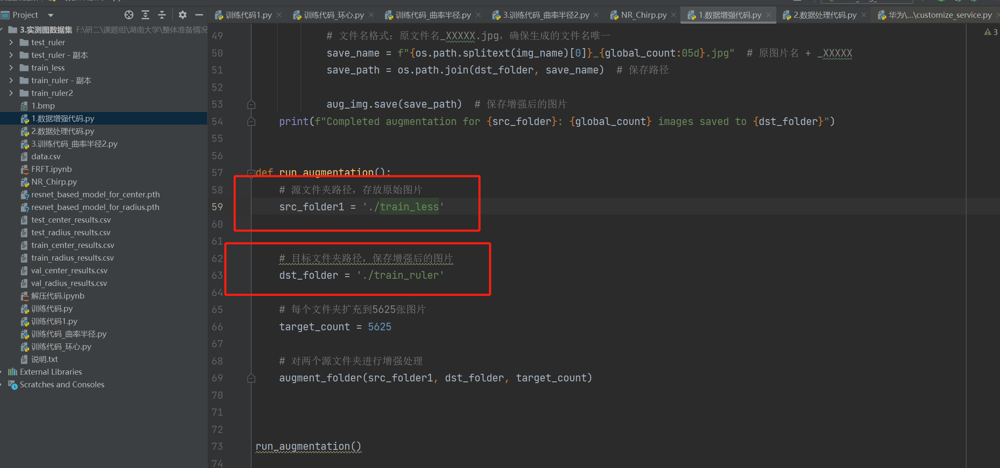 Project
训练代码1.py
训练代码_环心.py
训练代码_曲率半径.py
3.训练代码_曲率半径2.py
NR_Chirp.py
1.数据增强代码.py
2.数据处理代码.py
华为\...\customize_service.py
3.实测图数据集 F:\研二\课题组\湖南大学\整体准备情况
test_ruler
test_ruler - 副本
train_less
train_ruler - 副本
train_ruler2
1.bmp
1.数据增强代码.py
2.数据处理代码.py
3.训练代码_曲率半径2.py
data.csv
FRFT.ipynb
NR_Chirp.py
resnet_based_model_for_center.pth
resnet_based_model_for_radius.pth
test_center_results.csv
test_radius_results.csv
train_center_results.csv
train_radius_results.csv
val_center_results.csv
val_radius_results.csv
解压代码.ipynb
训练代码.py
训练代码1.py
训练代码_曲率半径.py
训练代码_环心.py
说明.txt
External Libraries
Scratches and Consoles
3
49 # 文件名格式：原文件名_XXXXX.jpg，确保生成的文件名唯一
50 save_name = f"{os.path.splitext(img_name)[0]}_{global_count:05d}.jpg"  # 原图片名 + _XXXXX
51 save_path = os.path.join(dst_folder, save_name)  # 保存路径
52
53 aug_img.save(save_path)  # 保存增强后的图片
54 print(f"Completed augmentation for {src_folder}: {global_count} images saved to {dst_folder}")
55
56
57 def run_augmentation():
58 # 源文件夹路径，存放原始图片
59 src_folder1 = './train_less'
60
61
62 # 目标文件夹路径，保存增强后的图片
63 dst_folder = './train_ruler'
64
65 # 每个文件夹扩充到5625张图片
66 target_count = 5625
67
68 # 对两个源文件夹进行增强处理
69 augment_folder(src_folder1, dst_folder, target_count)
70
71
72
73 run_augmentation()
74